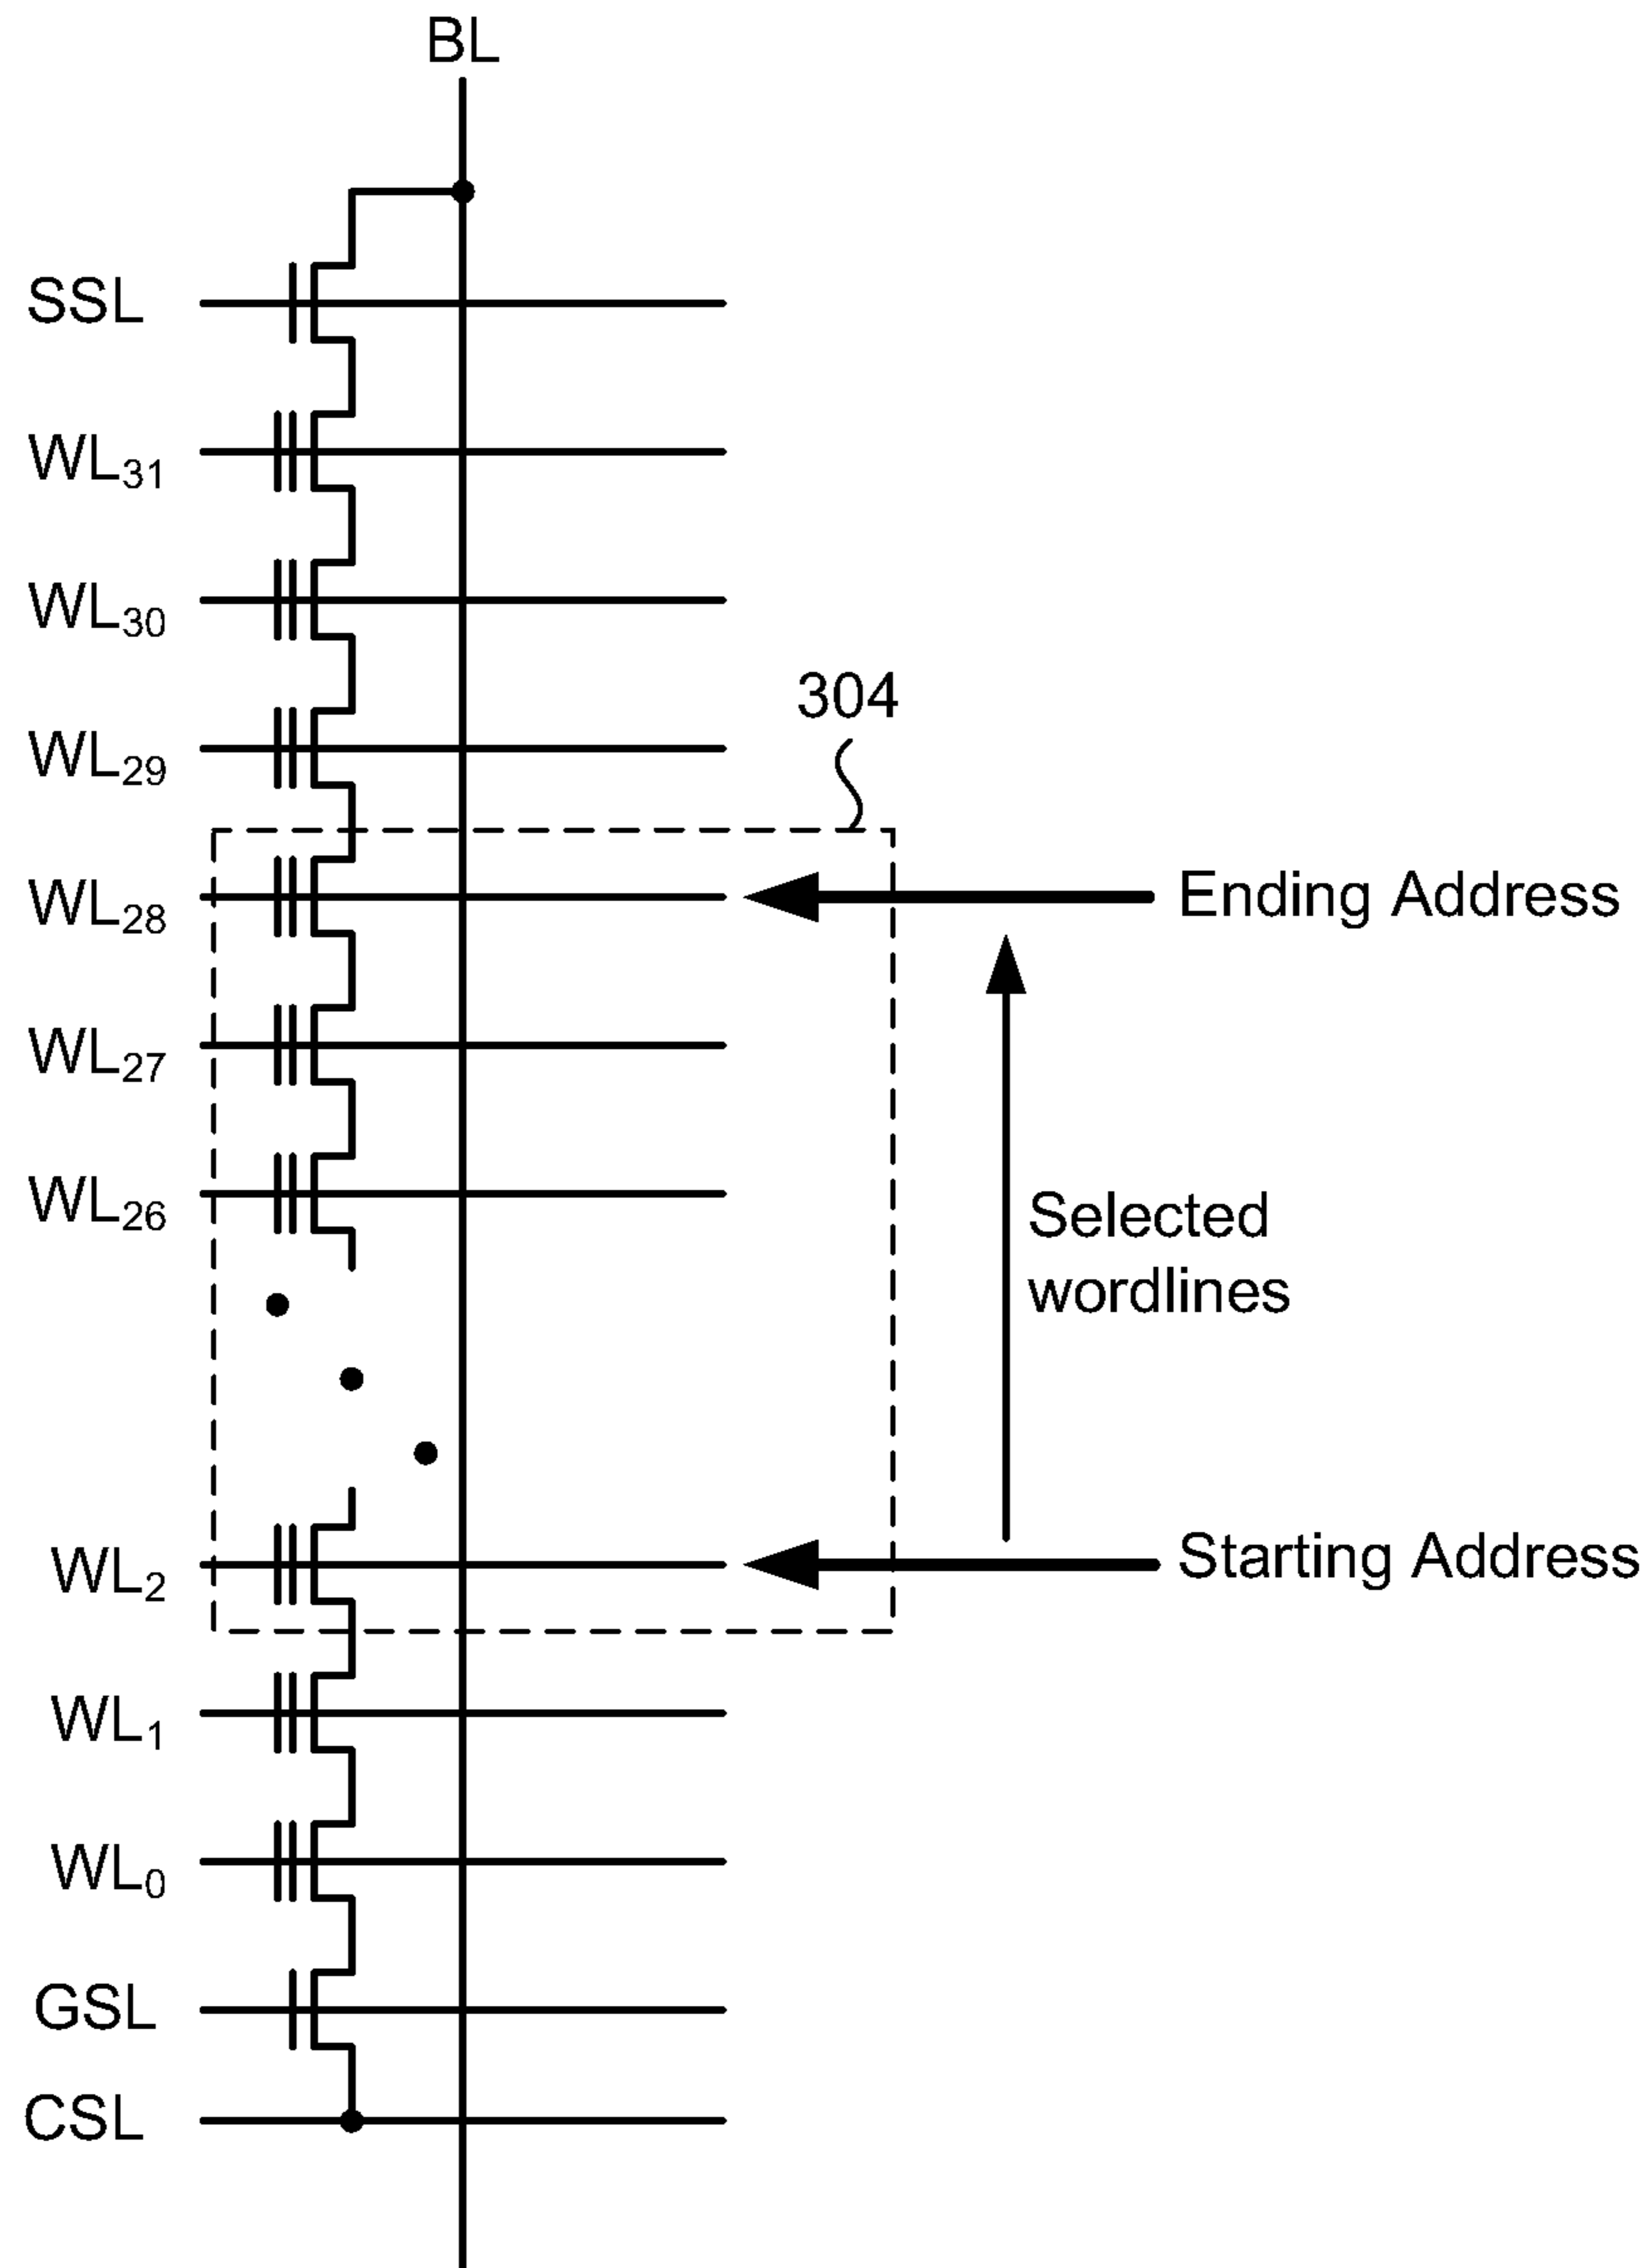 BL
SSL
WL31
WL30
WL29
304
WL28
Ending Address
WL27
WL26
Selected
wordlines
WL2
Starting Address
WL1
WL0
GSL
CSL